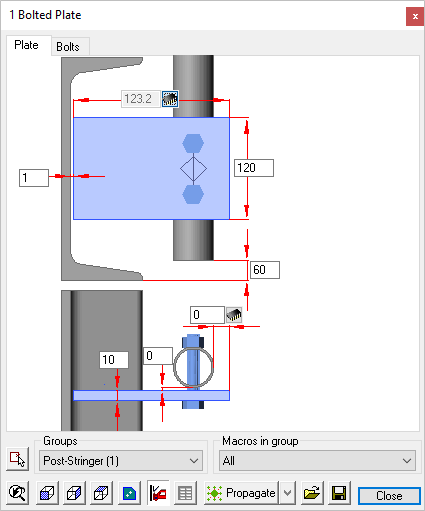 1 Bolted Plate
x
Plate Bolts
123.2
120
1
60
0
10
0
Groups Macros in group
Post-Stringer (1) All
Propagate Close